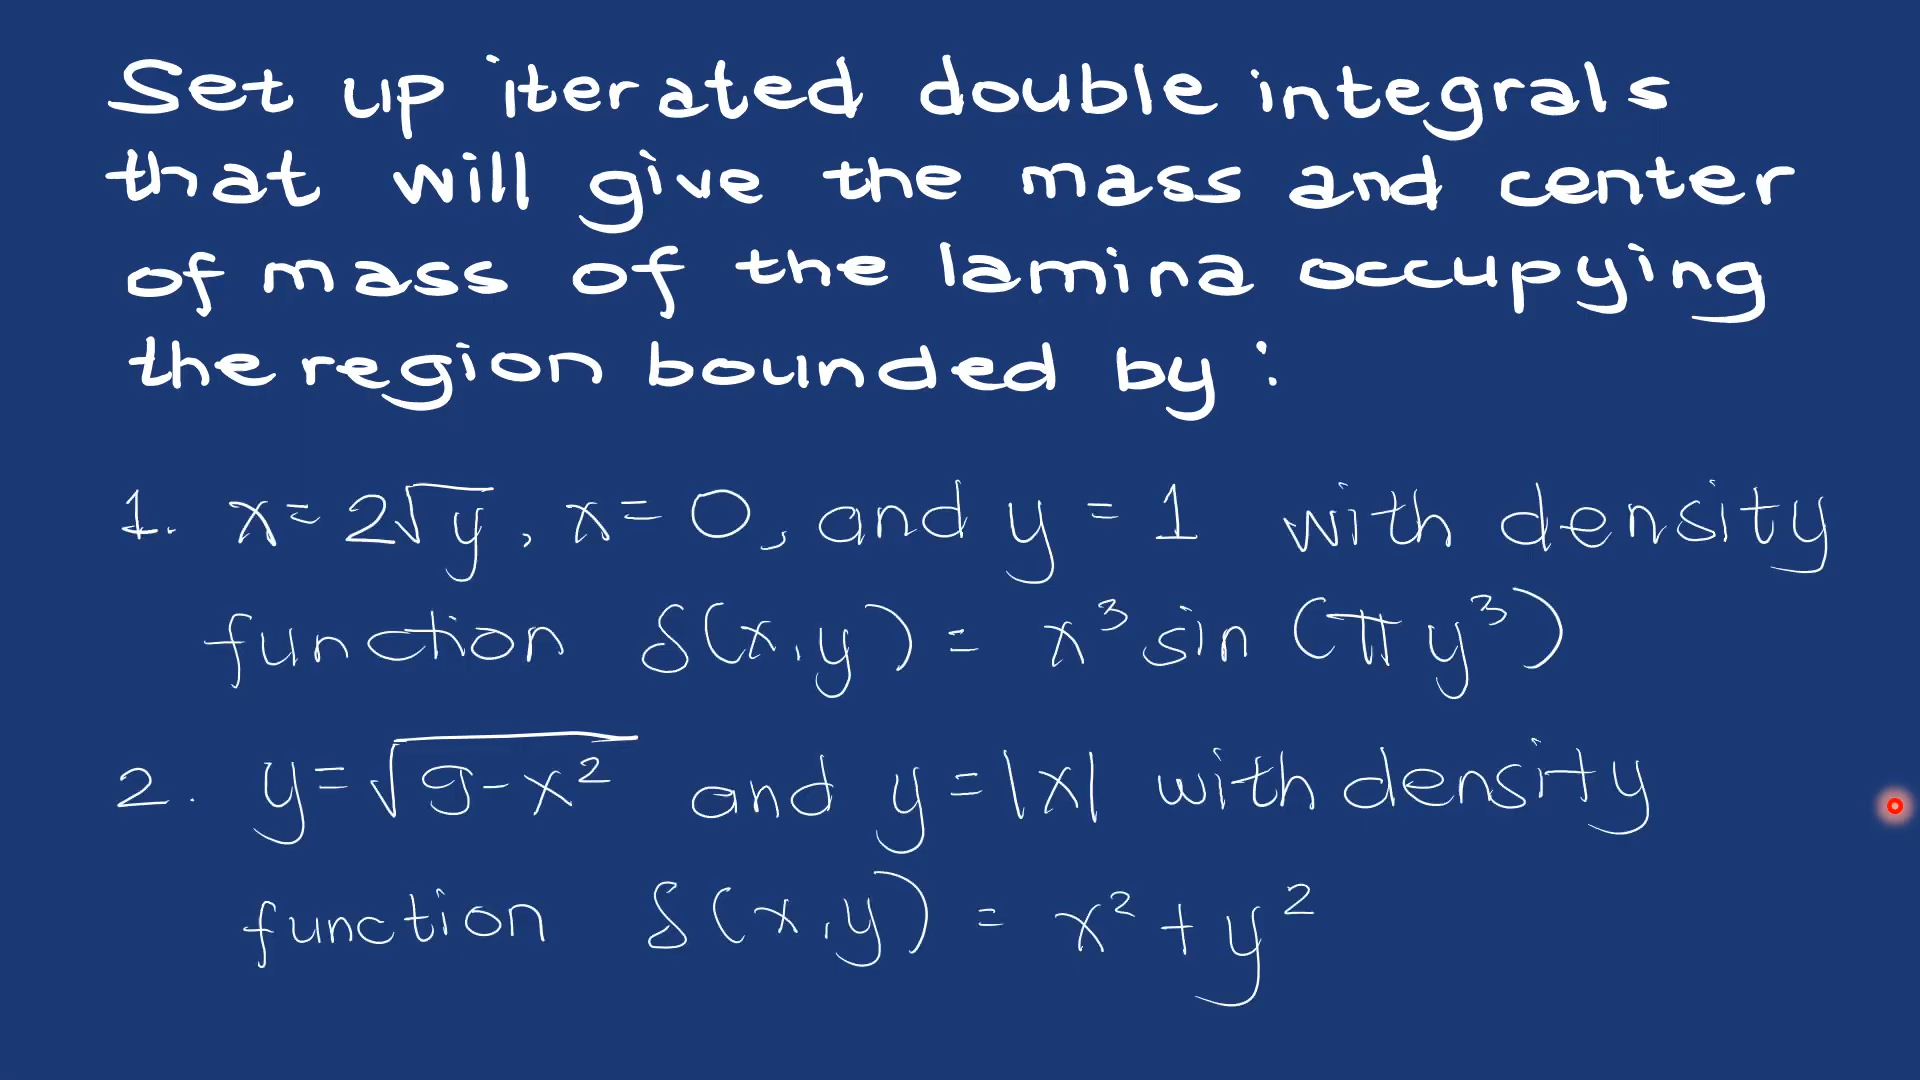 Set up iterated double integrals
that will give the mass and center
of mass of the lamina occupying
the region bounded by :
1. x = 2√y, x = 0, and y = 1 with density
function δ(x,y) = x³ sin (πy³)
2. y = √9-x² and y = |x| with density
function δ(x,y) = x² + y²